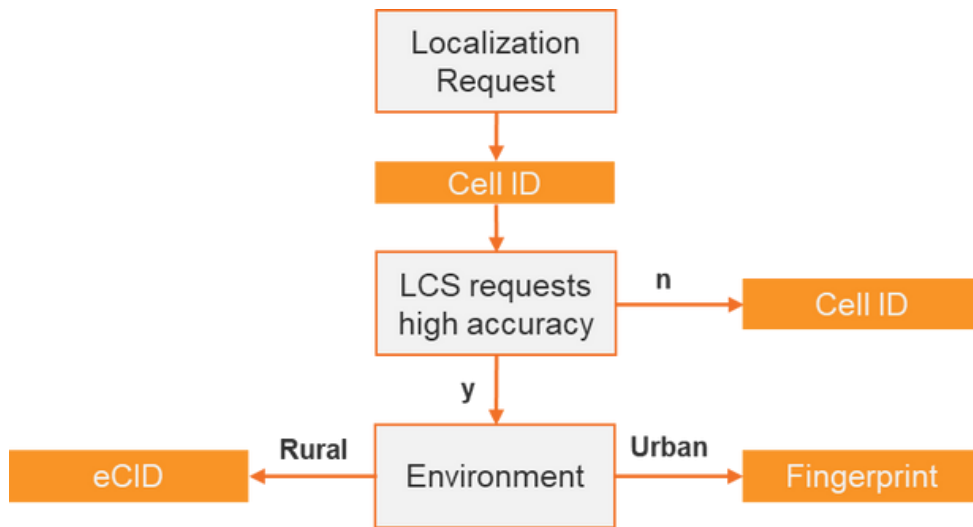 Localization
Request
Cell ID
LCS requests
high accuracy
n
Cell ID
y
Rural
Urban
eCID
Environment
Fingerprint